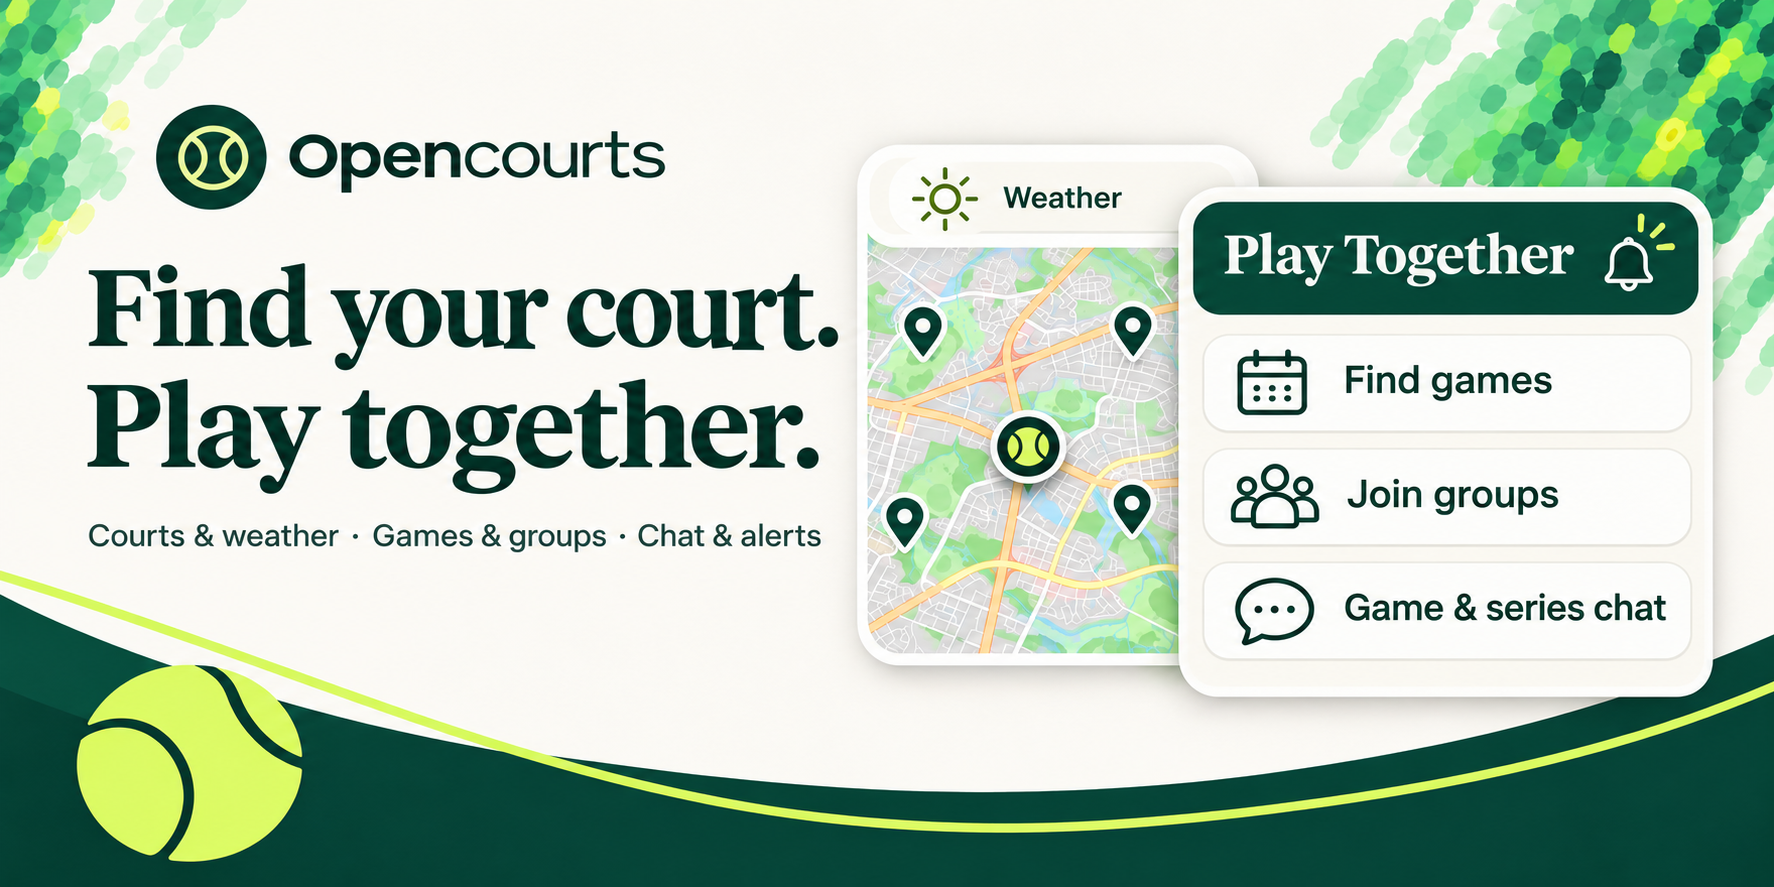 Opencourts
Find your court.
Play together.
Courts & weather · Games & groups · Chat & alerts
Weather
Play Together
Find games
Join groups
Game & series chat